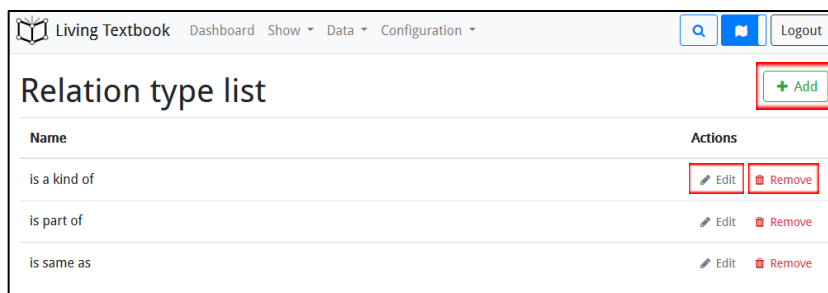 Living Textbook Dashboard Show Data Configuration Logout
Relation type list + Add
Name Actions
is a kind of Edit Remove
is part of Edit Remove
is same as Edit Remove